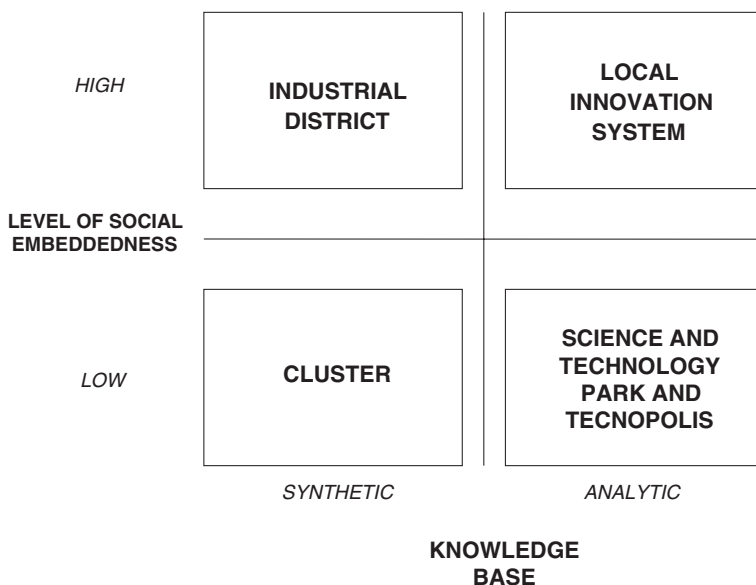 HIGH
INDUSTRIAL
DISTRICT
LOCAL
INNOVATION
SYSTEM
LEVEL OF SOCIAL
EMBEDDEDNESS
LOW
CLUSTER
SCIENCE AND
TECHNOLOGY
PARK AND
TECNOPOLIS
SYNTHETIC
ANALYTIC
KNOWLEDGE
BASE